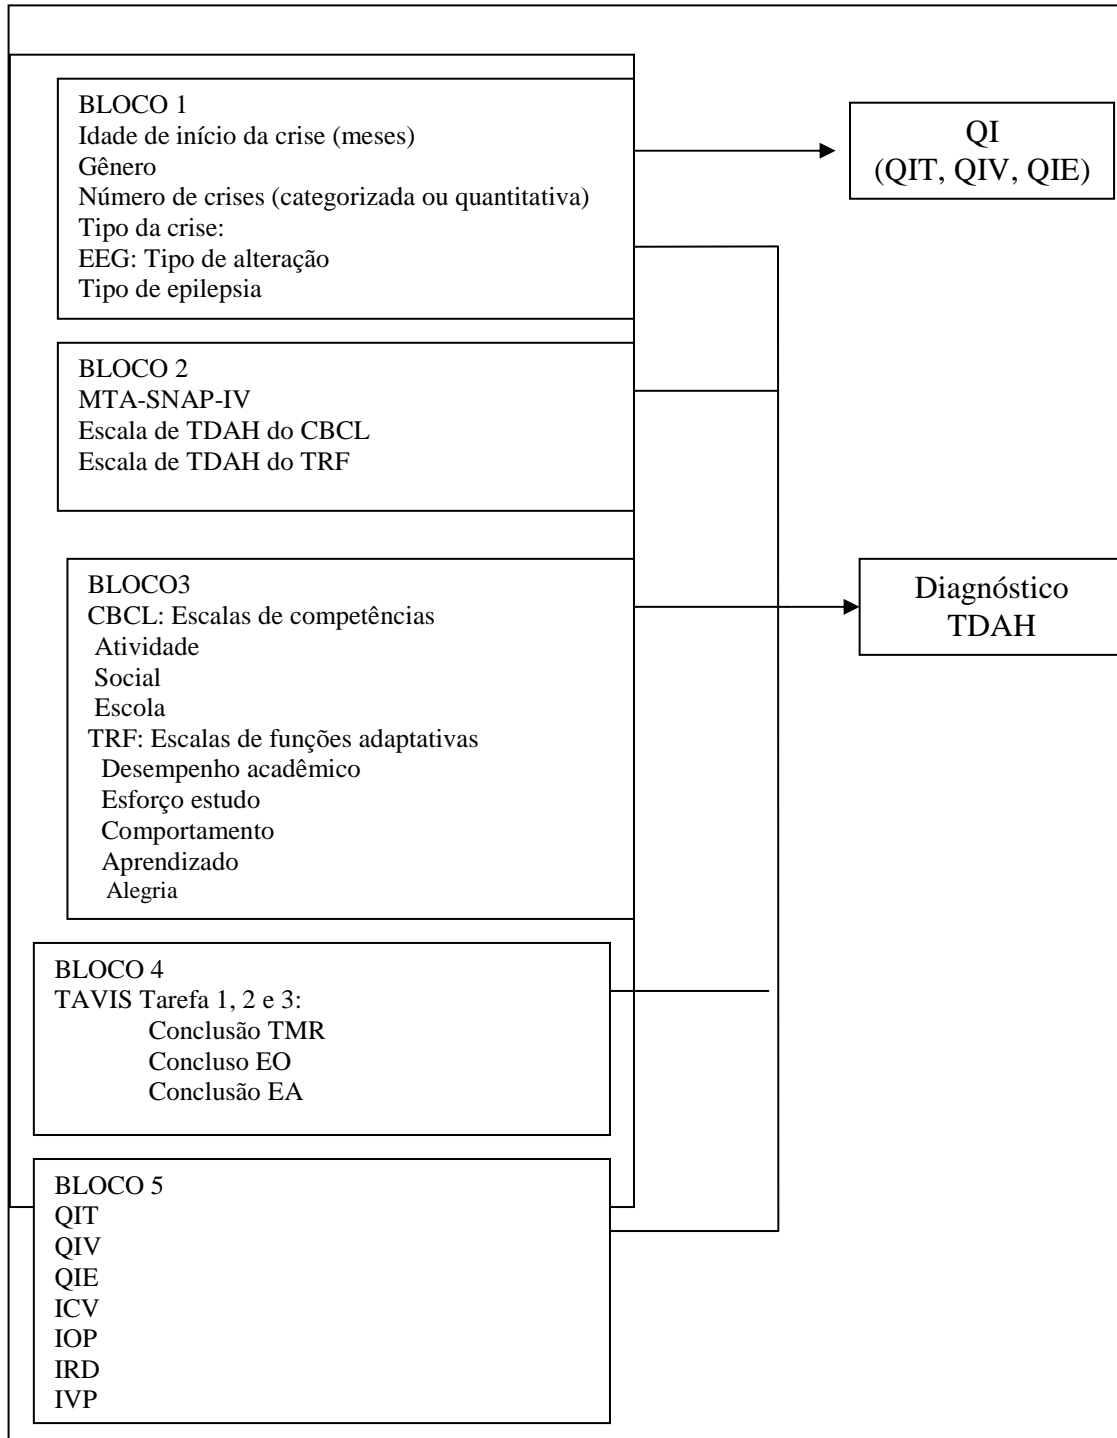 BLOCO 1
Idade de início da crise (meses)
Gênero
Número de crises (categorizada ou quantitativa)
Tipo da crise:
EEG: Tipo de alteração
Tipo de epilepsia
QI
(QIT, QIV, QIE)
BLOCO 2
MTA-SNAP-IV
Escala de TDAH do CBCL
Escala de TDAH do TRF
BLOCO3
CBCL: Escalas de competências
Atividade
Social
Escola
TRF: Escalas de funções adaptativas
Desempenho acadêmico
Esforço estudo
Comportamento
Aprendizado
Alegria
Diagnóstico
TDAH
BLOCO 4
TAVIS Tarefa 1, 2 e 3:
Conclusão TMR
Concluso EO
Conclusão EA
BLOCO 5
QIT
QIV
QIE
ICV
IOP
IRD
IVP